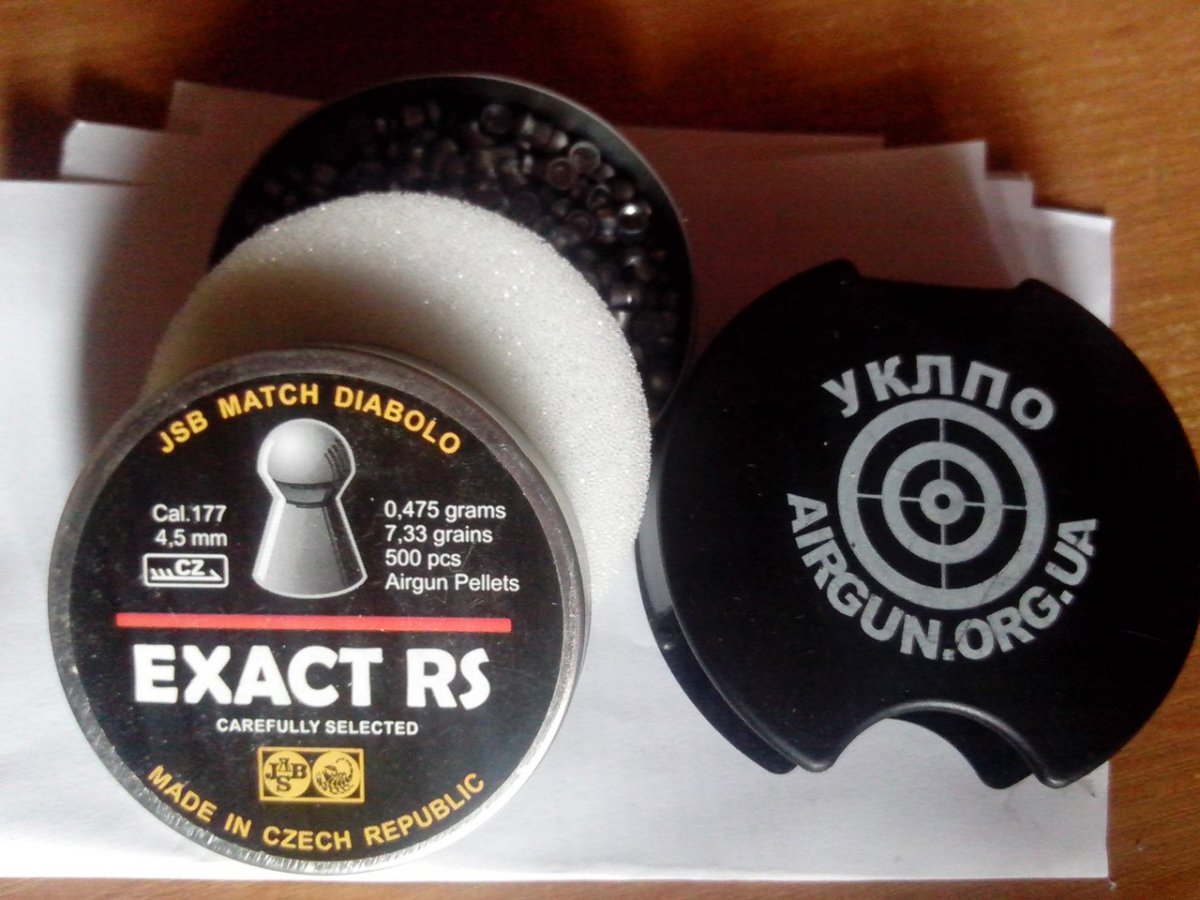 JSB MATCH DIABOLO
Cal.177
4,5 mm
CZ
0,475 grams
7,33 grains
500 pcs
Airgun Pellets
EXACT RS
CAREFULLY SELECTED
JSB
MADE IN CZECH REPUBLIC
УКЛПО
AIRGUN.ORG.UA